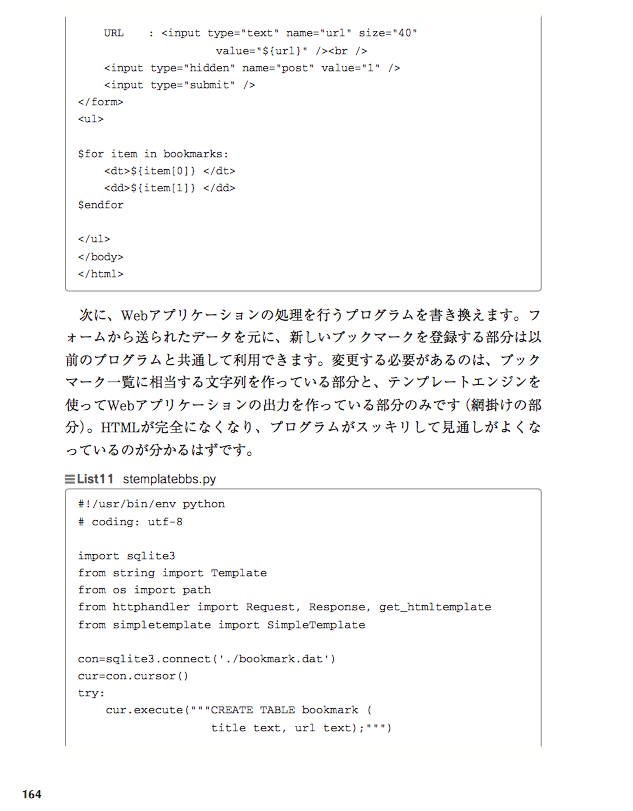 URL    : <input type="text" name="url" size="40"
value="${url}" /><br />
<input type="hidden" name="post" value="1" />
<input type="submit" />
</form>
<ul>
$for item in bookmarks:
<dt>${item[0]} </dt>
<dd>${item[1]} </dd>
$endfor
</ul>
</body>
</html>
次に、Webアプリケーションの処理を行うプログラムを書き換えます。フ
ォームから送られたデータを元に、新しいブックマークを登録する部分は以
前のプログラムと共通して利用できます。変更する必要があるのは、ブック
マーク一覧に相当する文字列を作っている部分と、テンプレートエンジンを
使ってWebアプリケーションの出力を作っている部分のみです（網掛けの部
分）。HTMLが完全になくなり、プログラムがスッキリして見通しがよくな
っているのが分かるはずです。
List11 stemplatebbs.py
#!/usr/bin/env python
# coding: utf-8
import sqlite3
from string import Template
from os import path
from httphandler import Request, Response, get_htmltemplate
from simpletemplate import SimpleTemplate
con=sqlite3.connect('./bookmark.dat')
cur=con.cursor()
try:
cur.execute("""CREATE TABLE bookmark (
title text, url text);""")
164